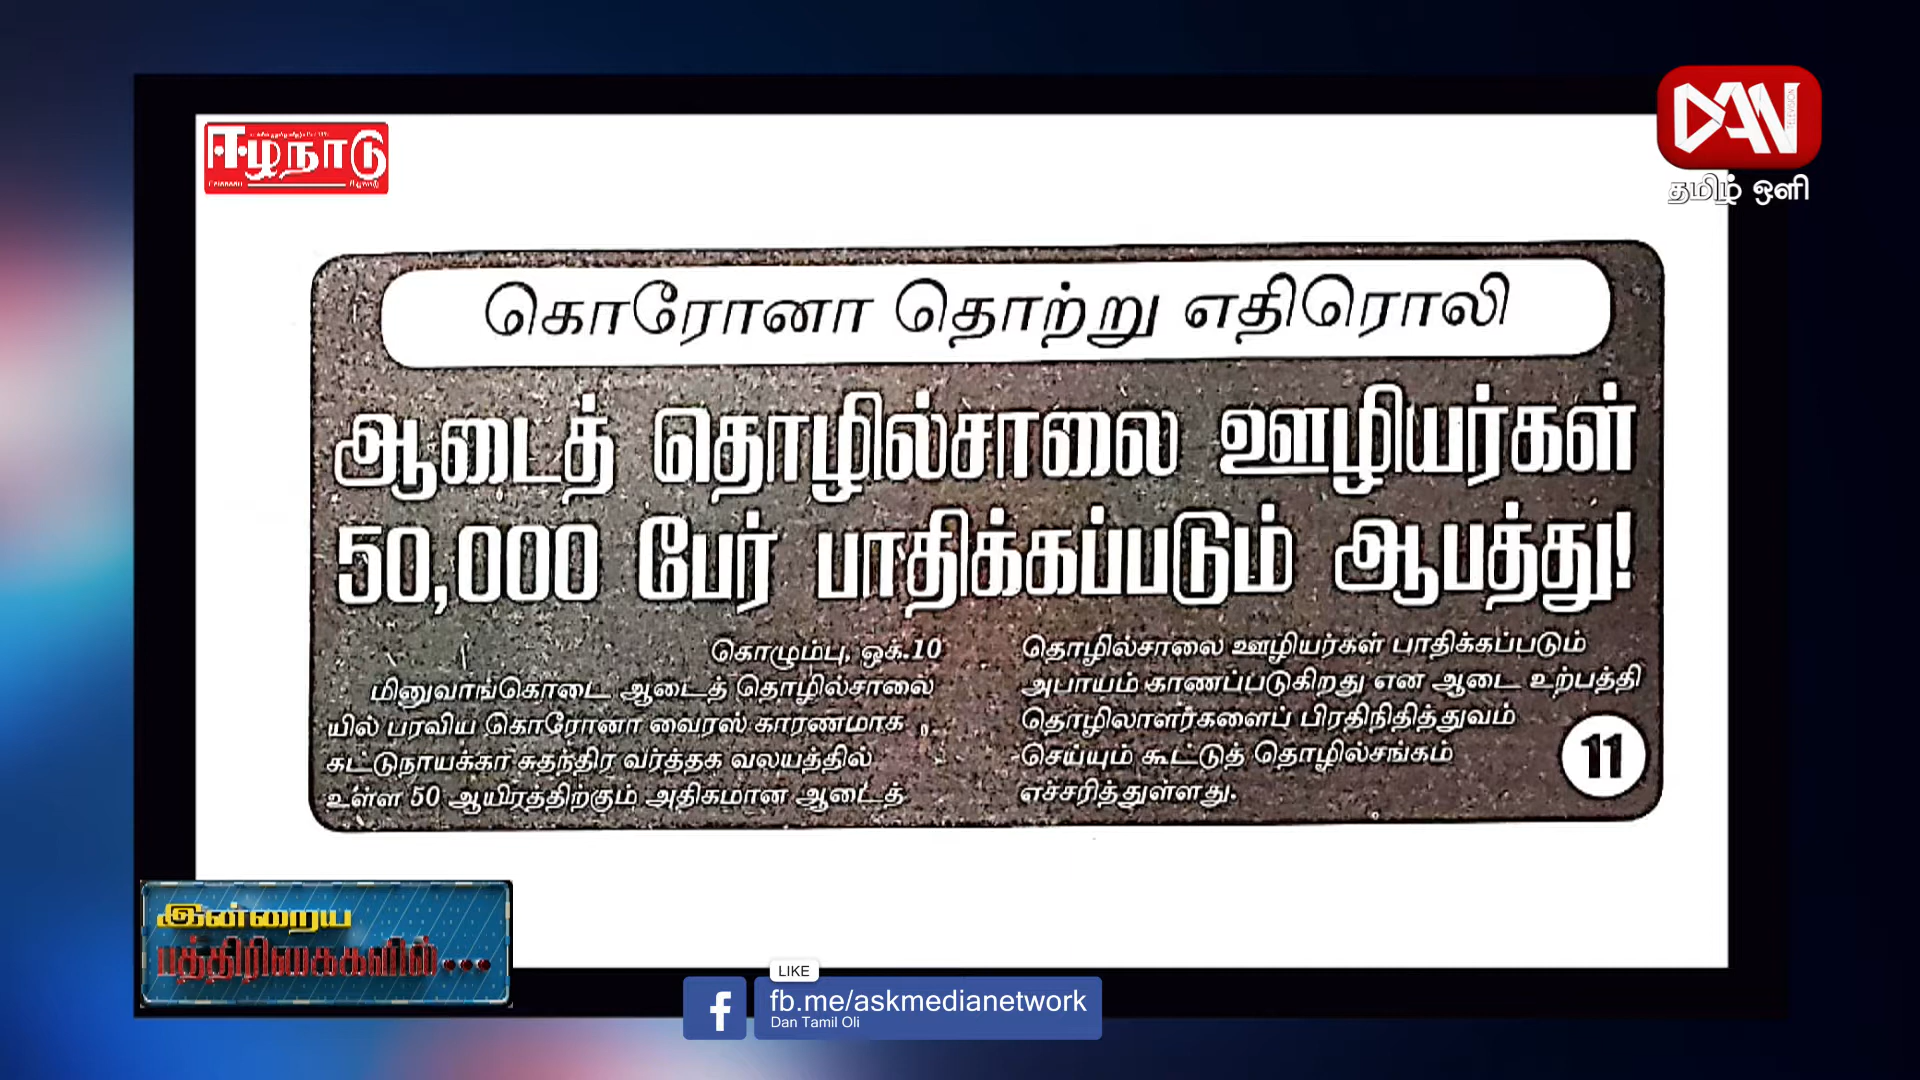 ஈழநாடு
DAN
TELEVISION
தமிழ் ஒளி
கொரோனா தொற்று எதிரொலி
ஆடைத் தொழில்சாலை ஊழியர்கள்
50,000 பேர் பாதிக்கப்படும் ஆபத்து!
கொழும்பு, ஒக்.10
மினுவாங்கொடை ஆடைத் தொழில்சாலை
யில் பரவிய கொரோனா வைரஸ் காரணமாக
கட்டுநாயக்கா சுதந்திர வர்த்தக வலயத்தில்
உள்ள 50 ஆயிரத்திற்கும் அதிகமான ஆடைத்
தொழில்சாலை ஊழியர்கள் பாதிக்கப்படும்
அபாயம் காணப்படுகிறது என ஆடை உற்பத்தி
தொழிலாளர்களைப் பிரதிநிதித்துவம்
செய்யும் கூட்டுத் தொழில்சங்கம்
எச்சரித்துள்ளது.
11
இன்றைய
பத்திரிகைகளில்...
LIKE
fb.me/askmedianetwork
Dan Tamil Oli